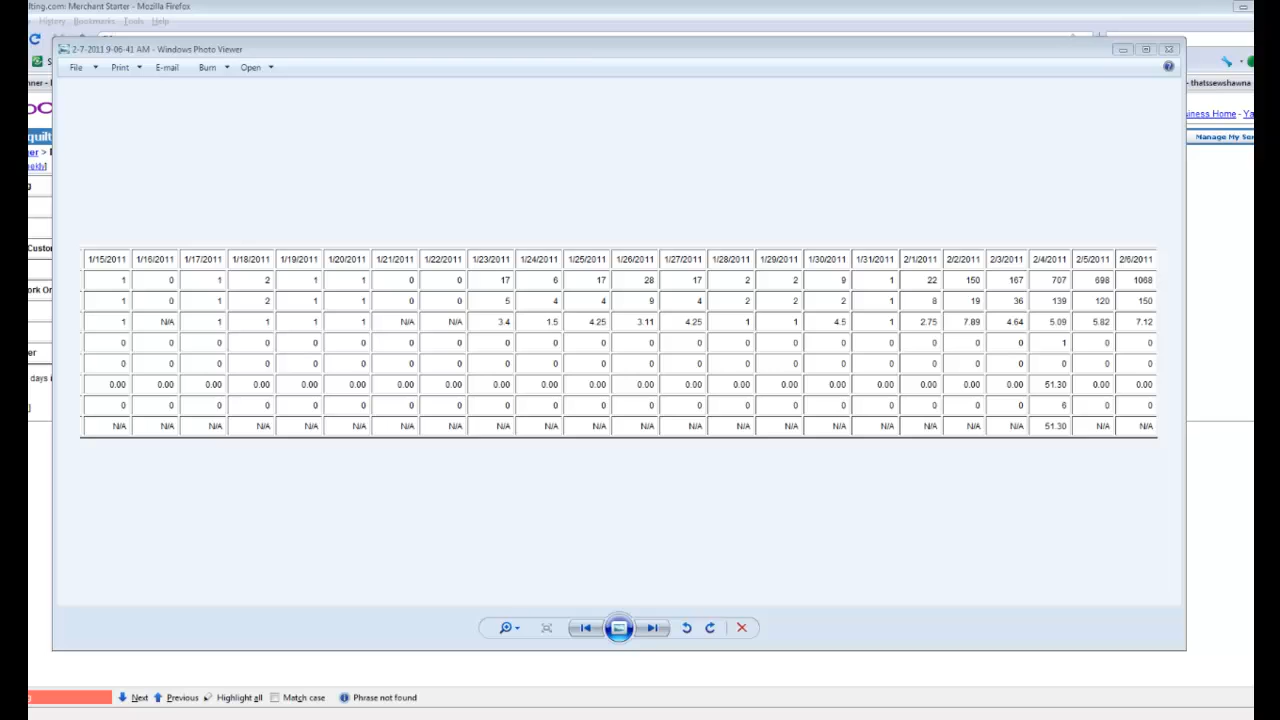 lting.com: Merchant Starter - Mozilla Firefox
History Bookmarks Tools Help
2-7-2011 9-06-41 AM - Windows Photo Viewer
File Print E-mail Burn Open
- thatssewshawna
iness Home - Ya
quilt
Manage My Ser
ekly]
Custom
ork Or
days i
1/15/2011 1/16/2011 1/17/2011 1/18/2011 1/19/2011 1/20/2011 1/21/2011 1/22/2011 1/23/2011 1/24/2011 1/25/2011 1/26/2011 1/27/2011 1/28/2011 1/29/2011 1/30/2011 1/31/2011 2/1/2011 2/2/2011 2/3/2011 2/4/2011 2/5/2011 2/6/2011
1 0 1 2 1 1 0 0 17 6 17 28 17 2 2 9 1 22 150 167 707 698 1068
1 0 1 2 1 1 0 0 5 4 4 9 4 2 2 2 1 8 19 36 139 120 150
1 N/A 1 1 1 1 N/A N/A 3.4 1.5 4.25 3.11 4.25 1 1 4.5 1 2.75 7.89 4.64 5.09 5.82 7.12
0 0 0 0 0 0 0 0 0 0 0 0 0 0 0 0 0 0 0 0 1 0 0
0 0 0 0 0 0 0 0 0 0 0 0 0 0 0 0 0 0 0 0 0 0 0
0.00 0.00 0.00 0.00 0.00 0.00 0.00 0.00 0.00 0.00 0.00 0.00 0.00 0.00 0.00 0.00 0.00 0.00 0.00 0.00 51.30 0.00 0.00
0 0 0 0 0 0 0 0 0 0 0 0 0 0 0 0 0 0 0 0 6 0 0
N/A N/A N/A N/A N/A N/A N/A N/A N/A N/A N/A N/A N/A N/A N/A N/A N/A N/A N/A N/A 51.30 N/A N/A
Next Previous Highlight all Match case Phrase not found